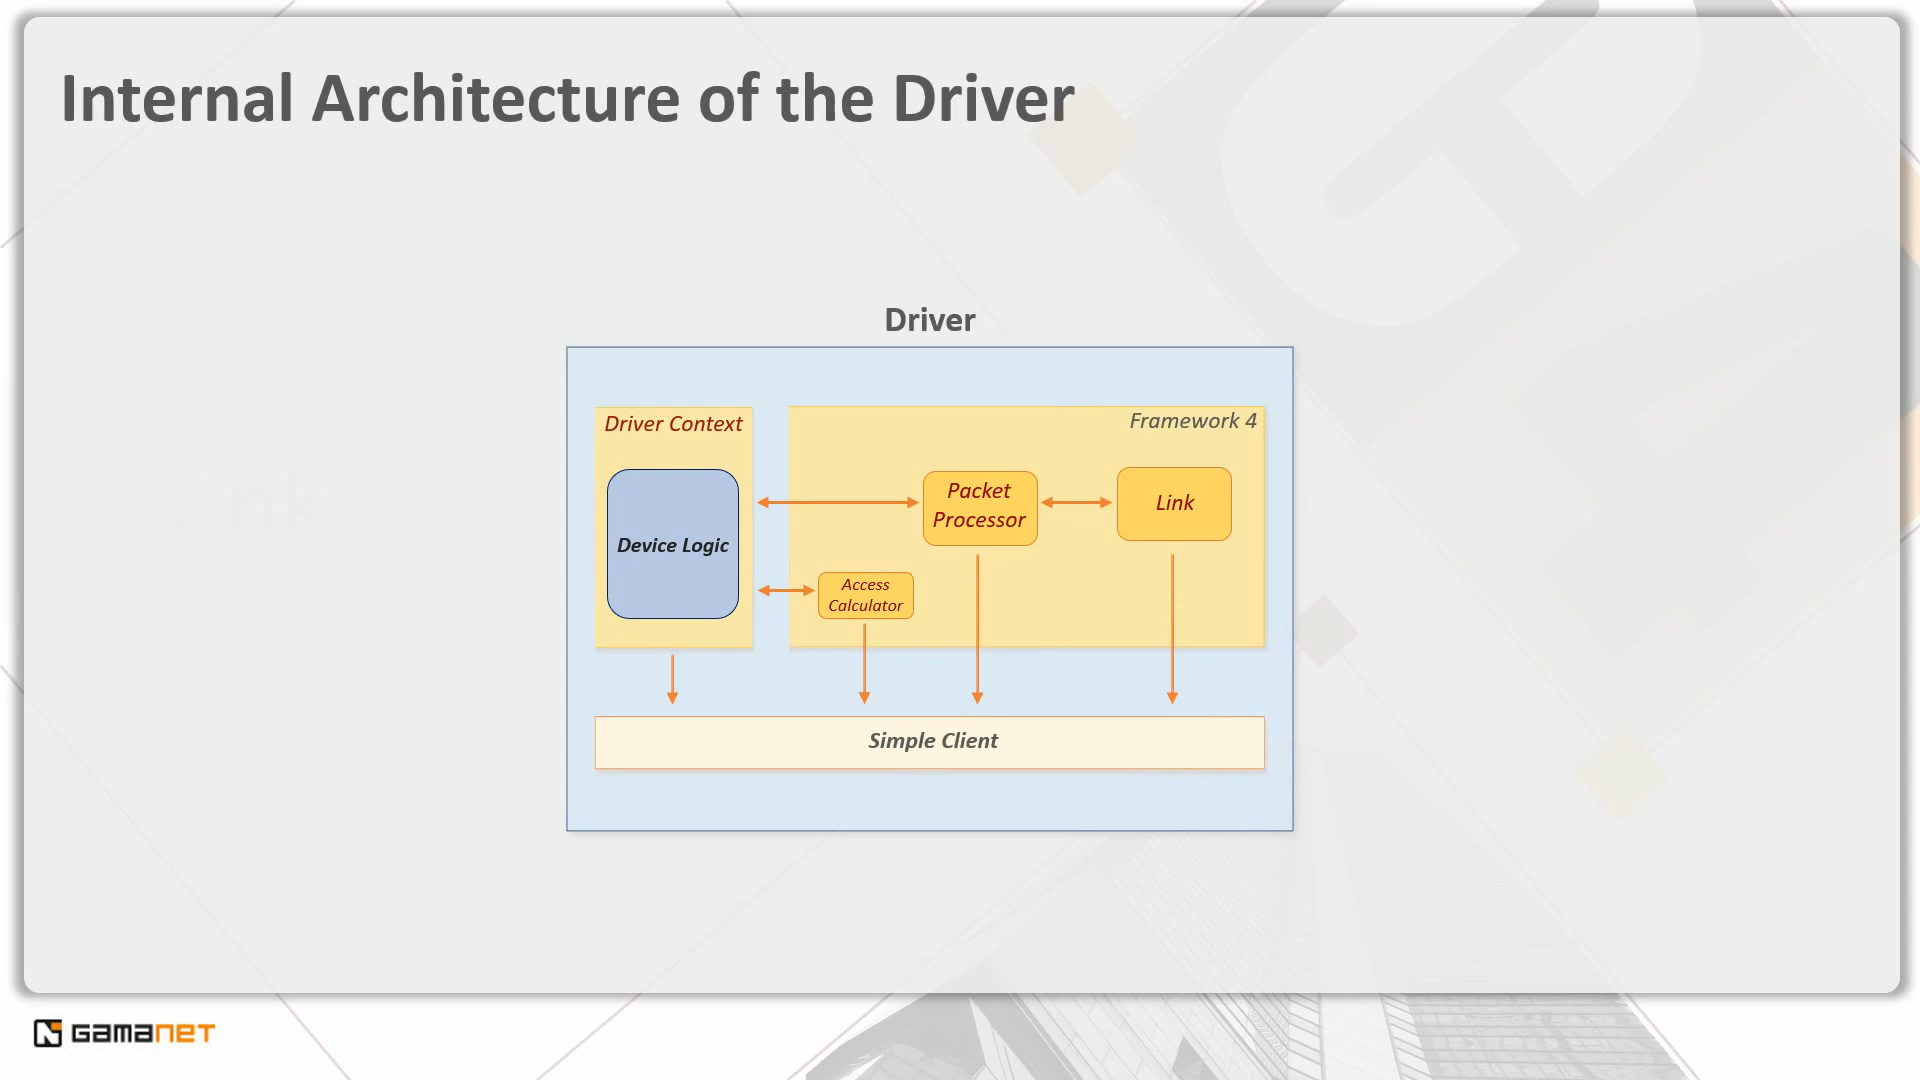 Internal Architecture of the Driver
Driver
Driver Context
Framework 4
Device Logic
Packet
Processor
Link
Access
Calculator
Simple Client
Link
GAMANET